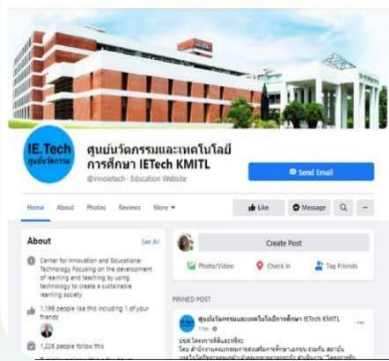 IE.Tech
ศูนย์นวัตกรรม
ศูนย์นวัตกรรมและเทคโนโลยี
การศึกษา IETech KMITL
@innoietech · Education Website
Send Email
Home About Photos Reviews More
Like Message
About See All
Center for Innovation and Educational
Technology Focusing on the development
of learning and teaching by using
technology to create a sustainable
learning society
1,199 people like this including 1 of your
friends
1,226 people follow this
Create Post
Photo/Video Check in Tag Friends
PINNED POST
ศูนย์นวัตกรรมและเทคโนโลยีการศึกษา IETech KMITL